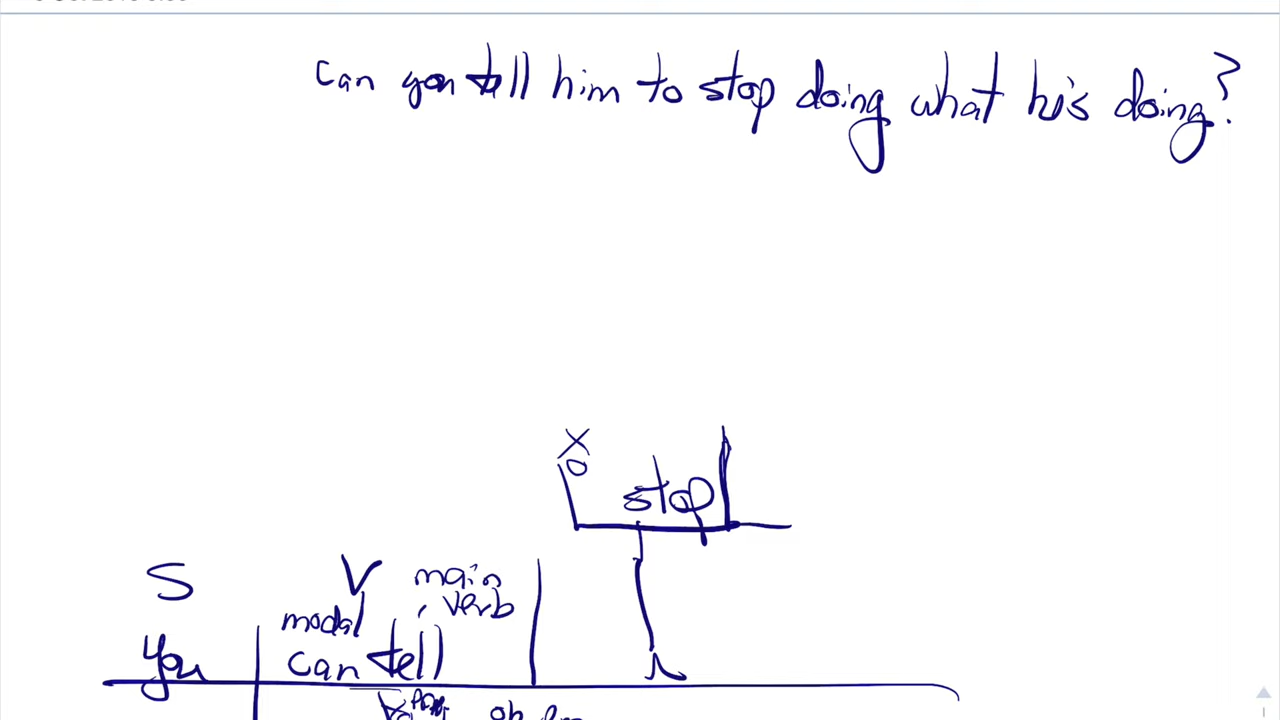 can you tell him to stop doing what he's doing?
X
stop
S V main
modal verb
you can tell